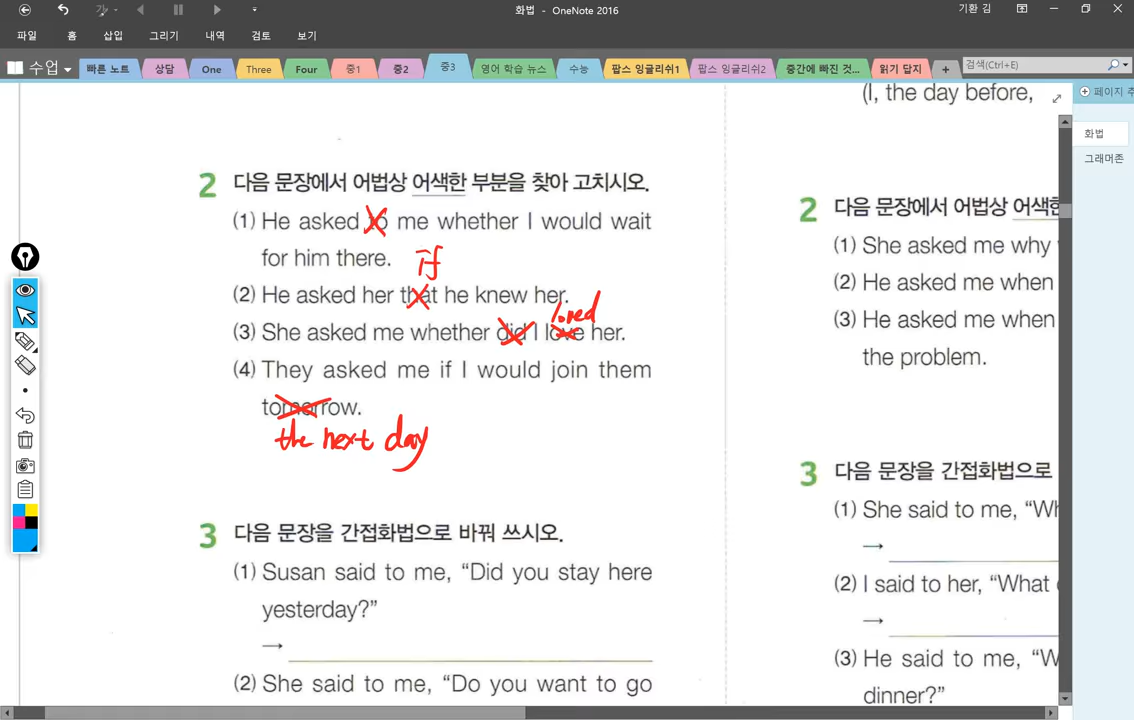 화법 - OneNote 2016
기환 김
파일 홈 삽입 그리기 내역 검토 보기
수업 빠른 노트 상담 One Three Four 중1 중2 중3 영어 학습 뉴스 수능 팝스 잉글리쉬1 팝스 잉글리쉬2 중간에 빠진 것... 읽기 답지 + 검색(Ctrl+E)
페이지 추
화법
그래머존
2 다음 문장에서 어법상 어색한 부분을 찾아 고치시오.
(1) He asked to me whether I would wait
for him there.
if
(2) He asked her that he knew her.
loved
(3) She asked me whether did I love her.
(4) They asked me if I would join them
tomorrow.
the next day
3 다음 문장을 간접화법으로 바꿔 쓰시오.
(1) Susan said to me, “Did you stay here
yesterday?”
→
(2) She said to me, “Do you want to go
(I, the day before,
2 다음 문장에서 어법상 어색한
(1) She asked me why
(2) He asked me when
(3) He asked me when
the problem.
3 다음 문장을 간접화법으로
(1) She said to me, “Wh
→
(2) I said to her, “What
→
(3) He said to me, “W
dinner?”